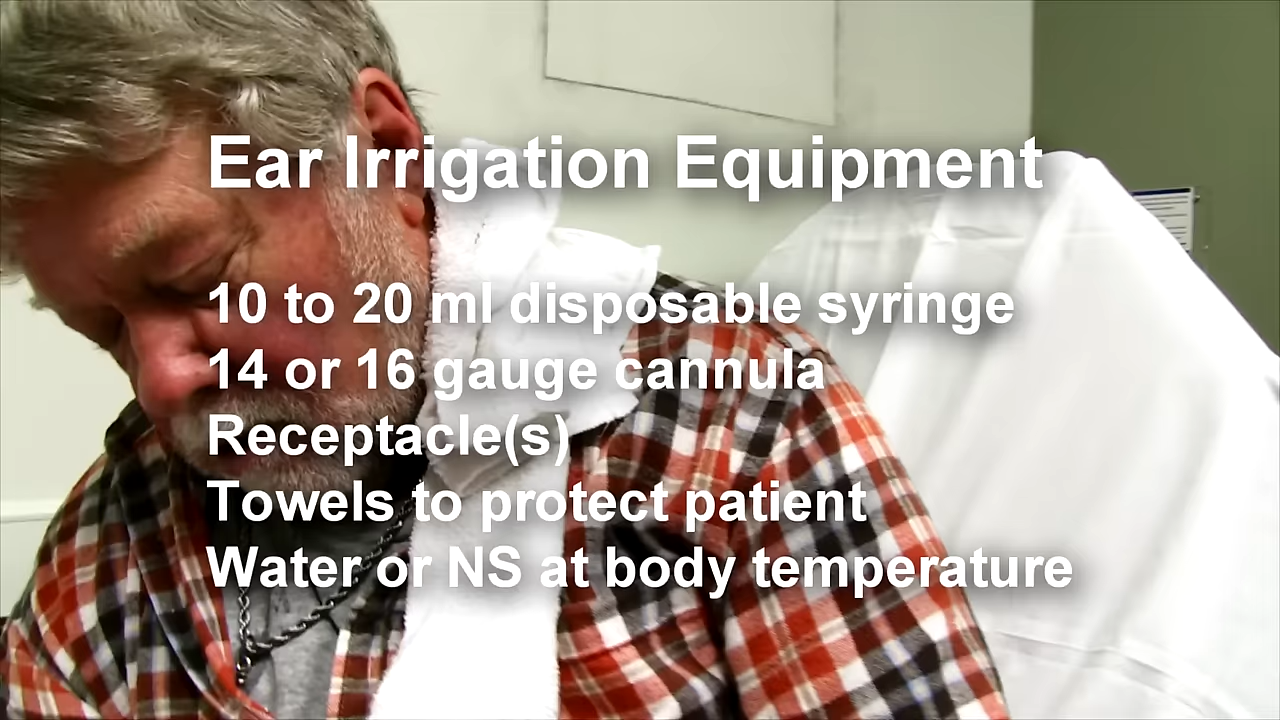 Ear Irrigation Equipment
10 to 20 ml disposable syringe
14 or 16 gauge cannula
Receptacle(s)
Towels to protect patient
Water or NS at body temperature